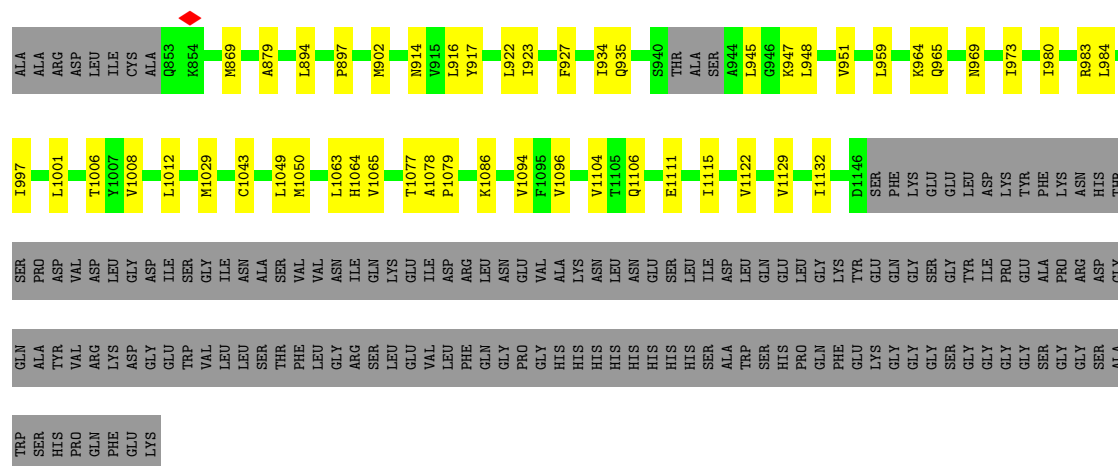 ALA ALA ARG ASP LEU ILE CYS ALA Q853 K854 M869 A879 L894 P897 M902 N914 V915 L916 Y917 L922 I923 F927 I934 Q935 S940 THR ALA SER A944 L945 G946 K947 L948 V951 L959 K964 Q965 N969 I973 I980 R983 L984
I997 L1001 T1006 Y1007 V1008 L1012 M1029 C1043 L1049 M1050 L1063 H1064 V1065 T1077 A1078 P1079 K1086 V1094 F1095 V1096 V1104 T1105 Q1106 E1111 I1115 V1122 V1129 I1132 D1146 SER PHE LYS GLU GLU LEU ASP LYS TYR PHE LYS ASN HIS THR
SER PRO ASP VAL ASP LEU GLY ASP ILE SER GLY ILE ASN ALA SER VAL VAL ASN ILE GLN LYS GLU ILE ASP ARG LEU ASN GLU VAL ALA LYS ASN LEU ASN GLU SER LEU ILE ASP LEU GLN GLU LEU GLY LYS TYR GLU GLN GLY SER GLY TYR ILE PRO GLU ALA PRO ARG ASP GLY
GLN ALA TYR VAL ARG LYS ASP GLY GLU TRP VAL LEU LEU SER THR PHE LEU GLY ARG SER LEU GLU VAL LEU PHE GLN GLY PRO GLY HIS HIS HIS HIS HIS HIS HIS HIS SER ALA TRP SER HIS PRO GLN PHE GLU LYS GLY GLY GLY SER GLY GLY GLY GLY SER GLY GLY SER ALA
TRP SER HIS PRO GLN PHE GLU LYS